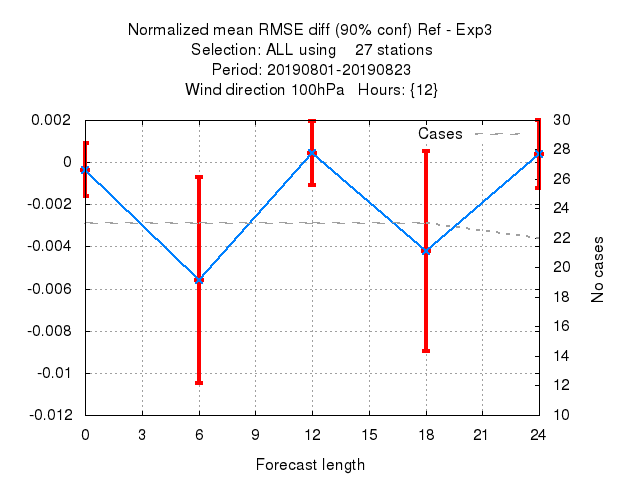 Normalized mean RMSE diff (90% conf) Ref - Exp3
Selection: ALL using    27 stations
Period: 20190801-20190823
Wind direction 100hPa   Hours: {12}
Cases
0.002
0
-0.002
-0.004
-0.006
-0.008
-0.01
-0.012
30
28
26
24
22
20
18
16
14
12
10
No cases
0 3 6 9 12 15 18 21 24
Forecast length